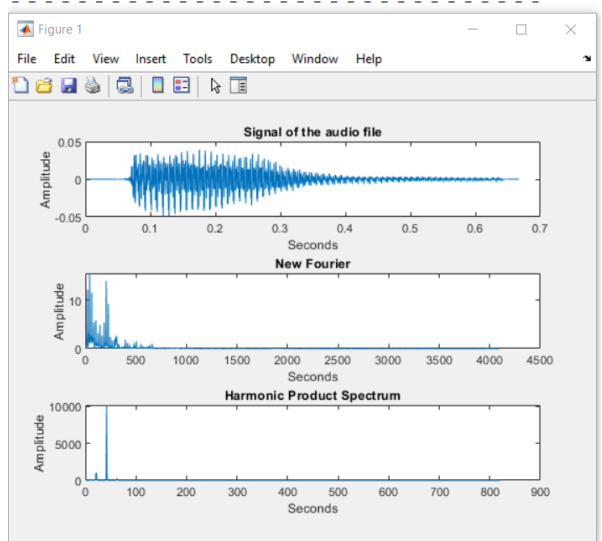 Figure 1
File Edit View Insert Tools Desktop Window Help
Signal of the audio file
0.05
0
-0.05
Amplitude
0 0.1 0.2 0.3 0.4 0.5 0.6 0.7
Seconds
New Fourier
10
0
Amplitude
0 500 1000 1500 2000 2500 3000 3500 4000 4500
Seconds
Harmonic Product Spectrum
10000
5000
0
Amplitude
0 100 200 300 400 500 600 700 800 900
Seconds